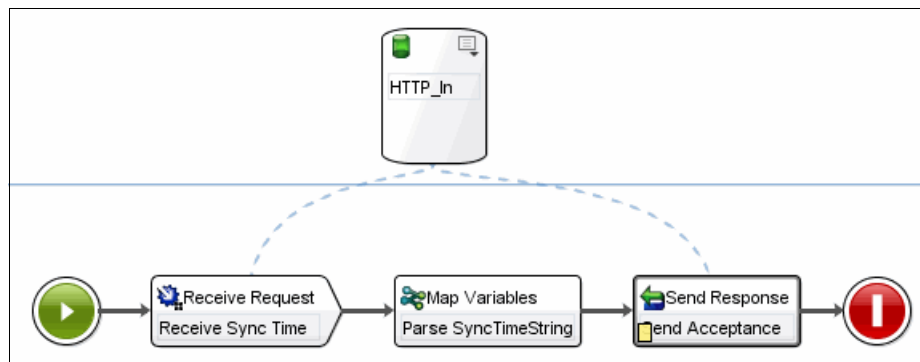 HTTP_In
Receive Request
Receive Sync Time
Map Variables
Parse SyncTimeString
Send Response
end Acceptance